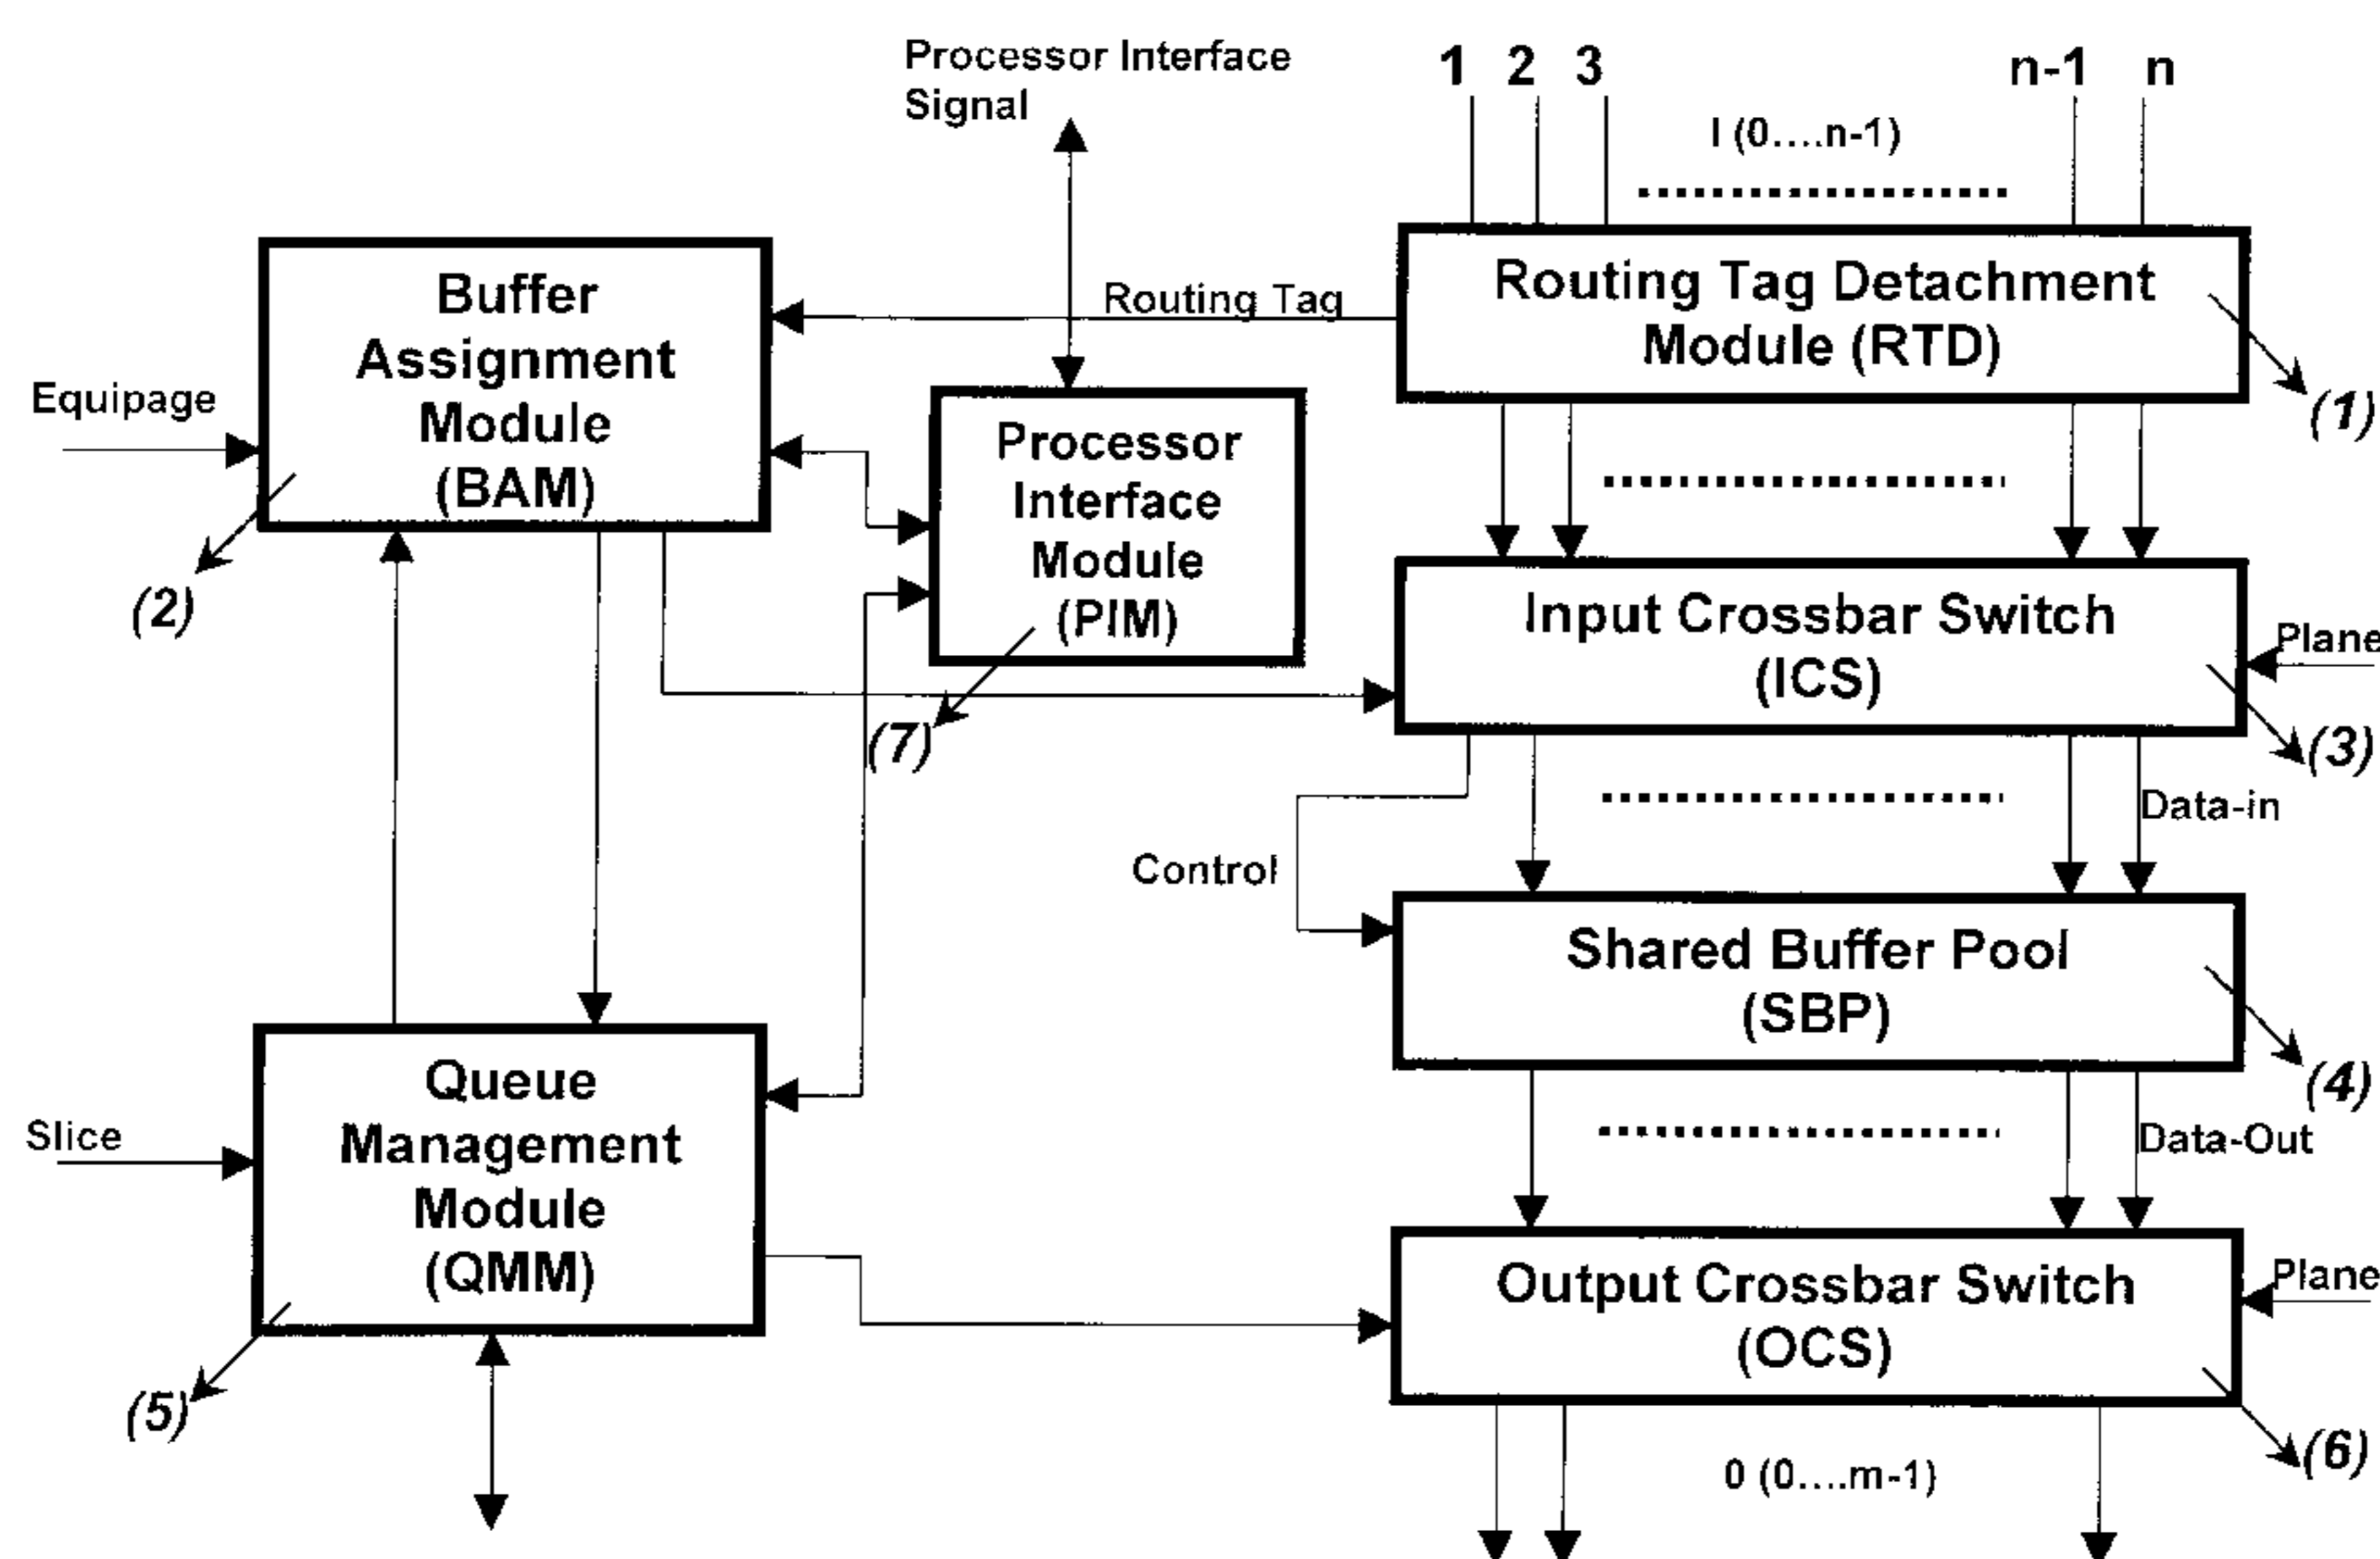 Processor Interface
Signal
1 2 3 n-1 n
I (0....n-1)
Buffer
Assignment
Module
(BAM)
Routing Tag
Routing Tag Detachment
Module (RTD)
(1)
Equipage
(2)
Processor
Interface
Module
(PIM)
(7)
Input Crossbar Switch
(ICS)
Plane
(3)
Data-in
Control
Shared Buffer Pool
(SBP)
(4)
Data-Out
Slice
Queue
Management
Module
(QMM)
(5)
Output Crossbar Switch
(OCS)
Plane
(6)
0 (0....m-1)